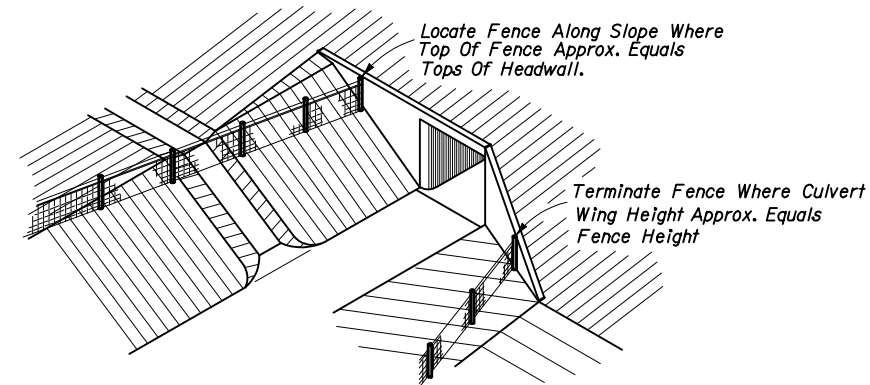 Locate Fence Along Slope Where
Top Of Fence Approx. Equals
Tops Of Headwall.
Terminate Fence Where Culvert
Wing Height Approx. Equals
Fence Height